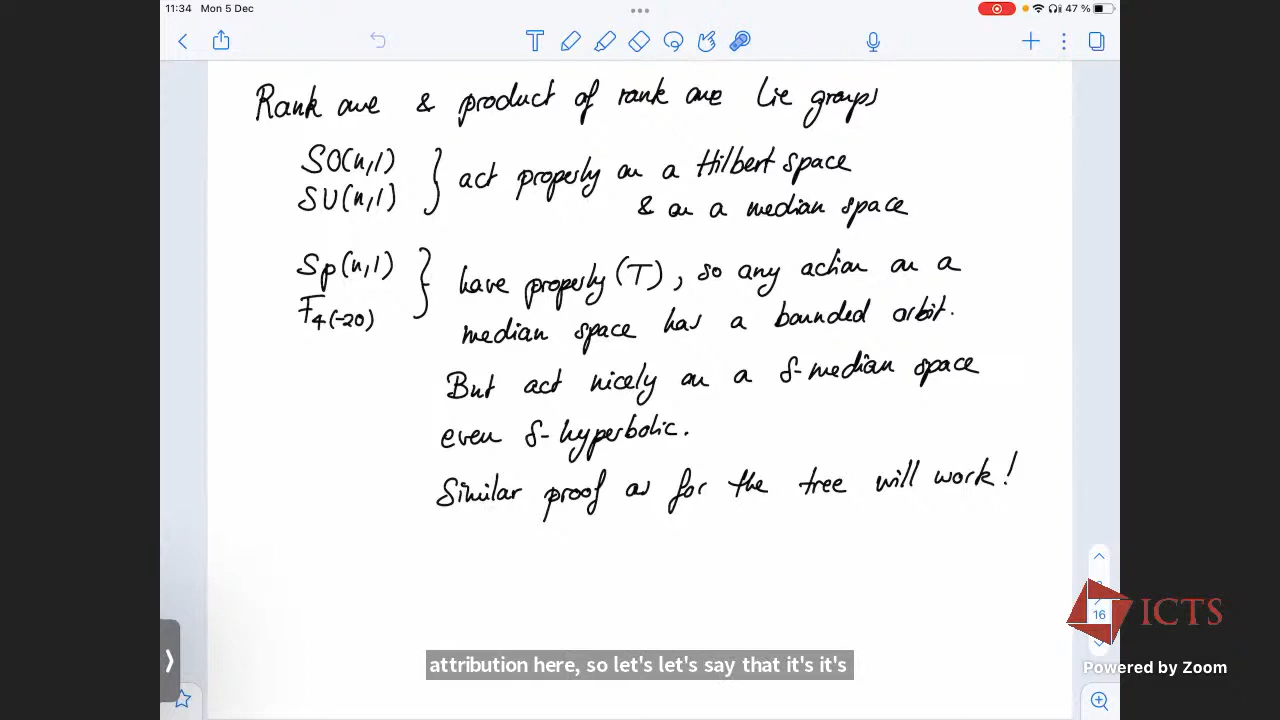 11:34 Mon 5 Dec
47 %
Rank one & product of rank one Lie groups
SO(n,1)
SU(n,1)
act properly on a Hilbert space
& on a median space
Sp(n,1)
F4(-20)
have property (T), so any action on a
median space has a bounded orbit.
But act nicely on a δ-median space
even δ-hyperbolic.
Similar proof as for the tree will work!
16
ICTS
Powered by Zoom
attribution here, so let's let's say that it's it's